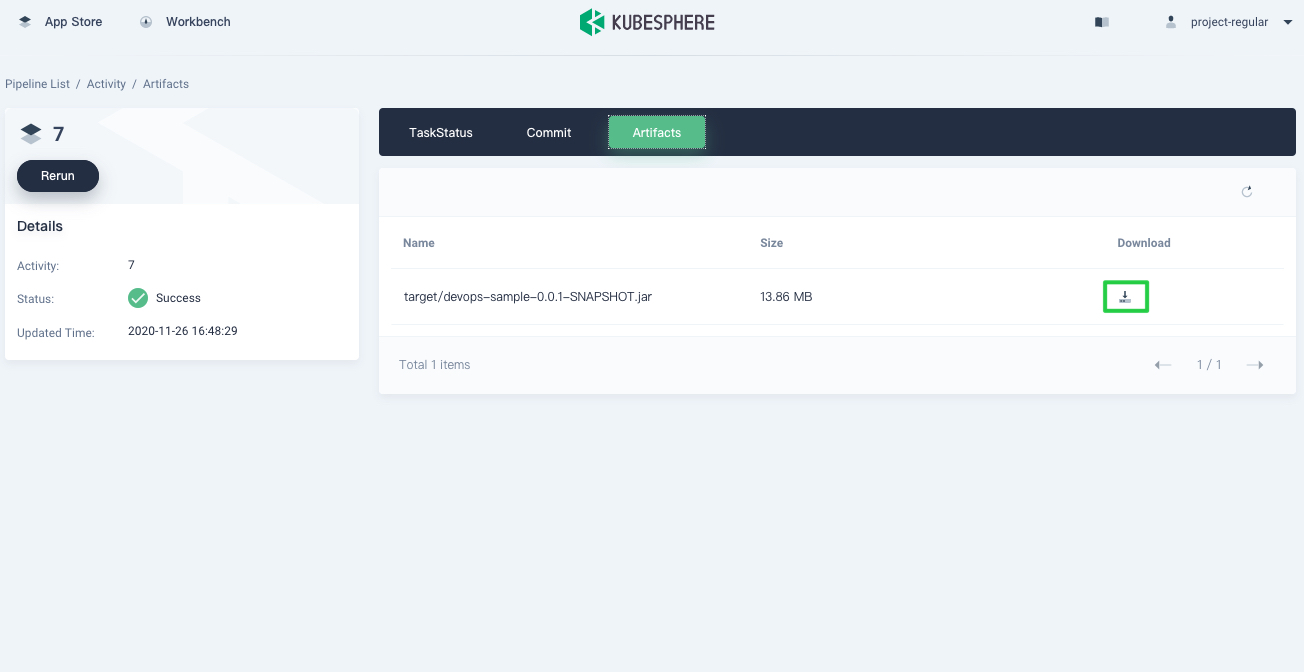 App Store
Workbench
KUBESPHERE
project-regular
Pipeline List / Activity / Artifacts
7
Rerun
Details
Activity: 7
Status: Success
Updated Time: 2020-11-26 16:48:29
TaskStatus Commit Artifacts
Name Size Download
target/devops-sample-0.0.1-SNAPSHOT.jar 13.86 MB
Total 1 items 1 / 1